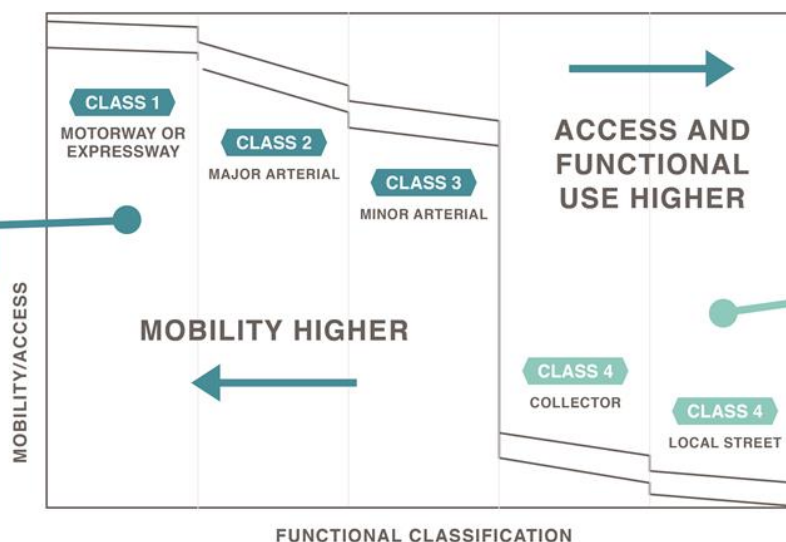 CLASS 1
MOTORWAY OR
EXPRESSWAY
CLASS 2
MAJOR ARTERIAL
CLASS 3
MINOR ARTERIAL
ACCESS AND
FUNCTIONAL
USE HIGHER
MOBILITY HIGHER
CLASS 4
COLLECTOR
CLASS 4
LOCAL STREET
MOBILITY/ACCESS
FUNCTIONAL CLASSIFICATION